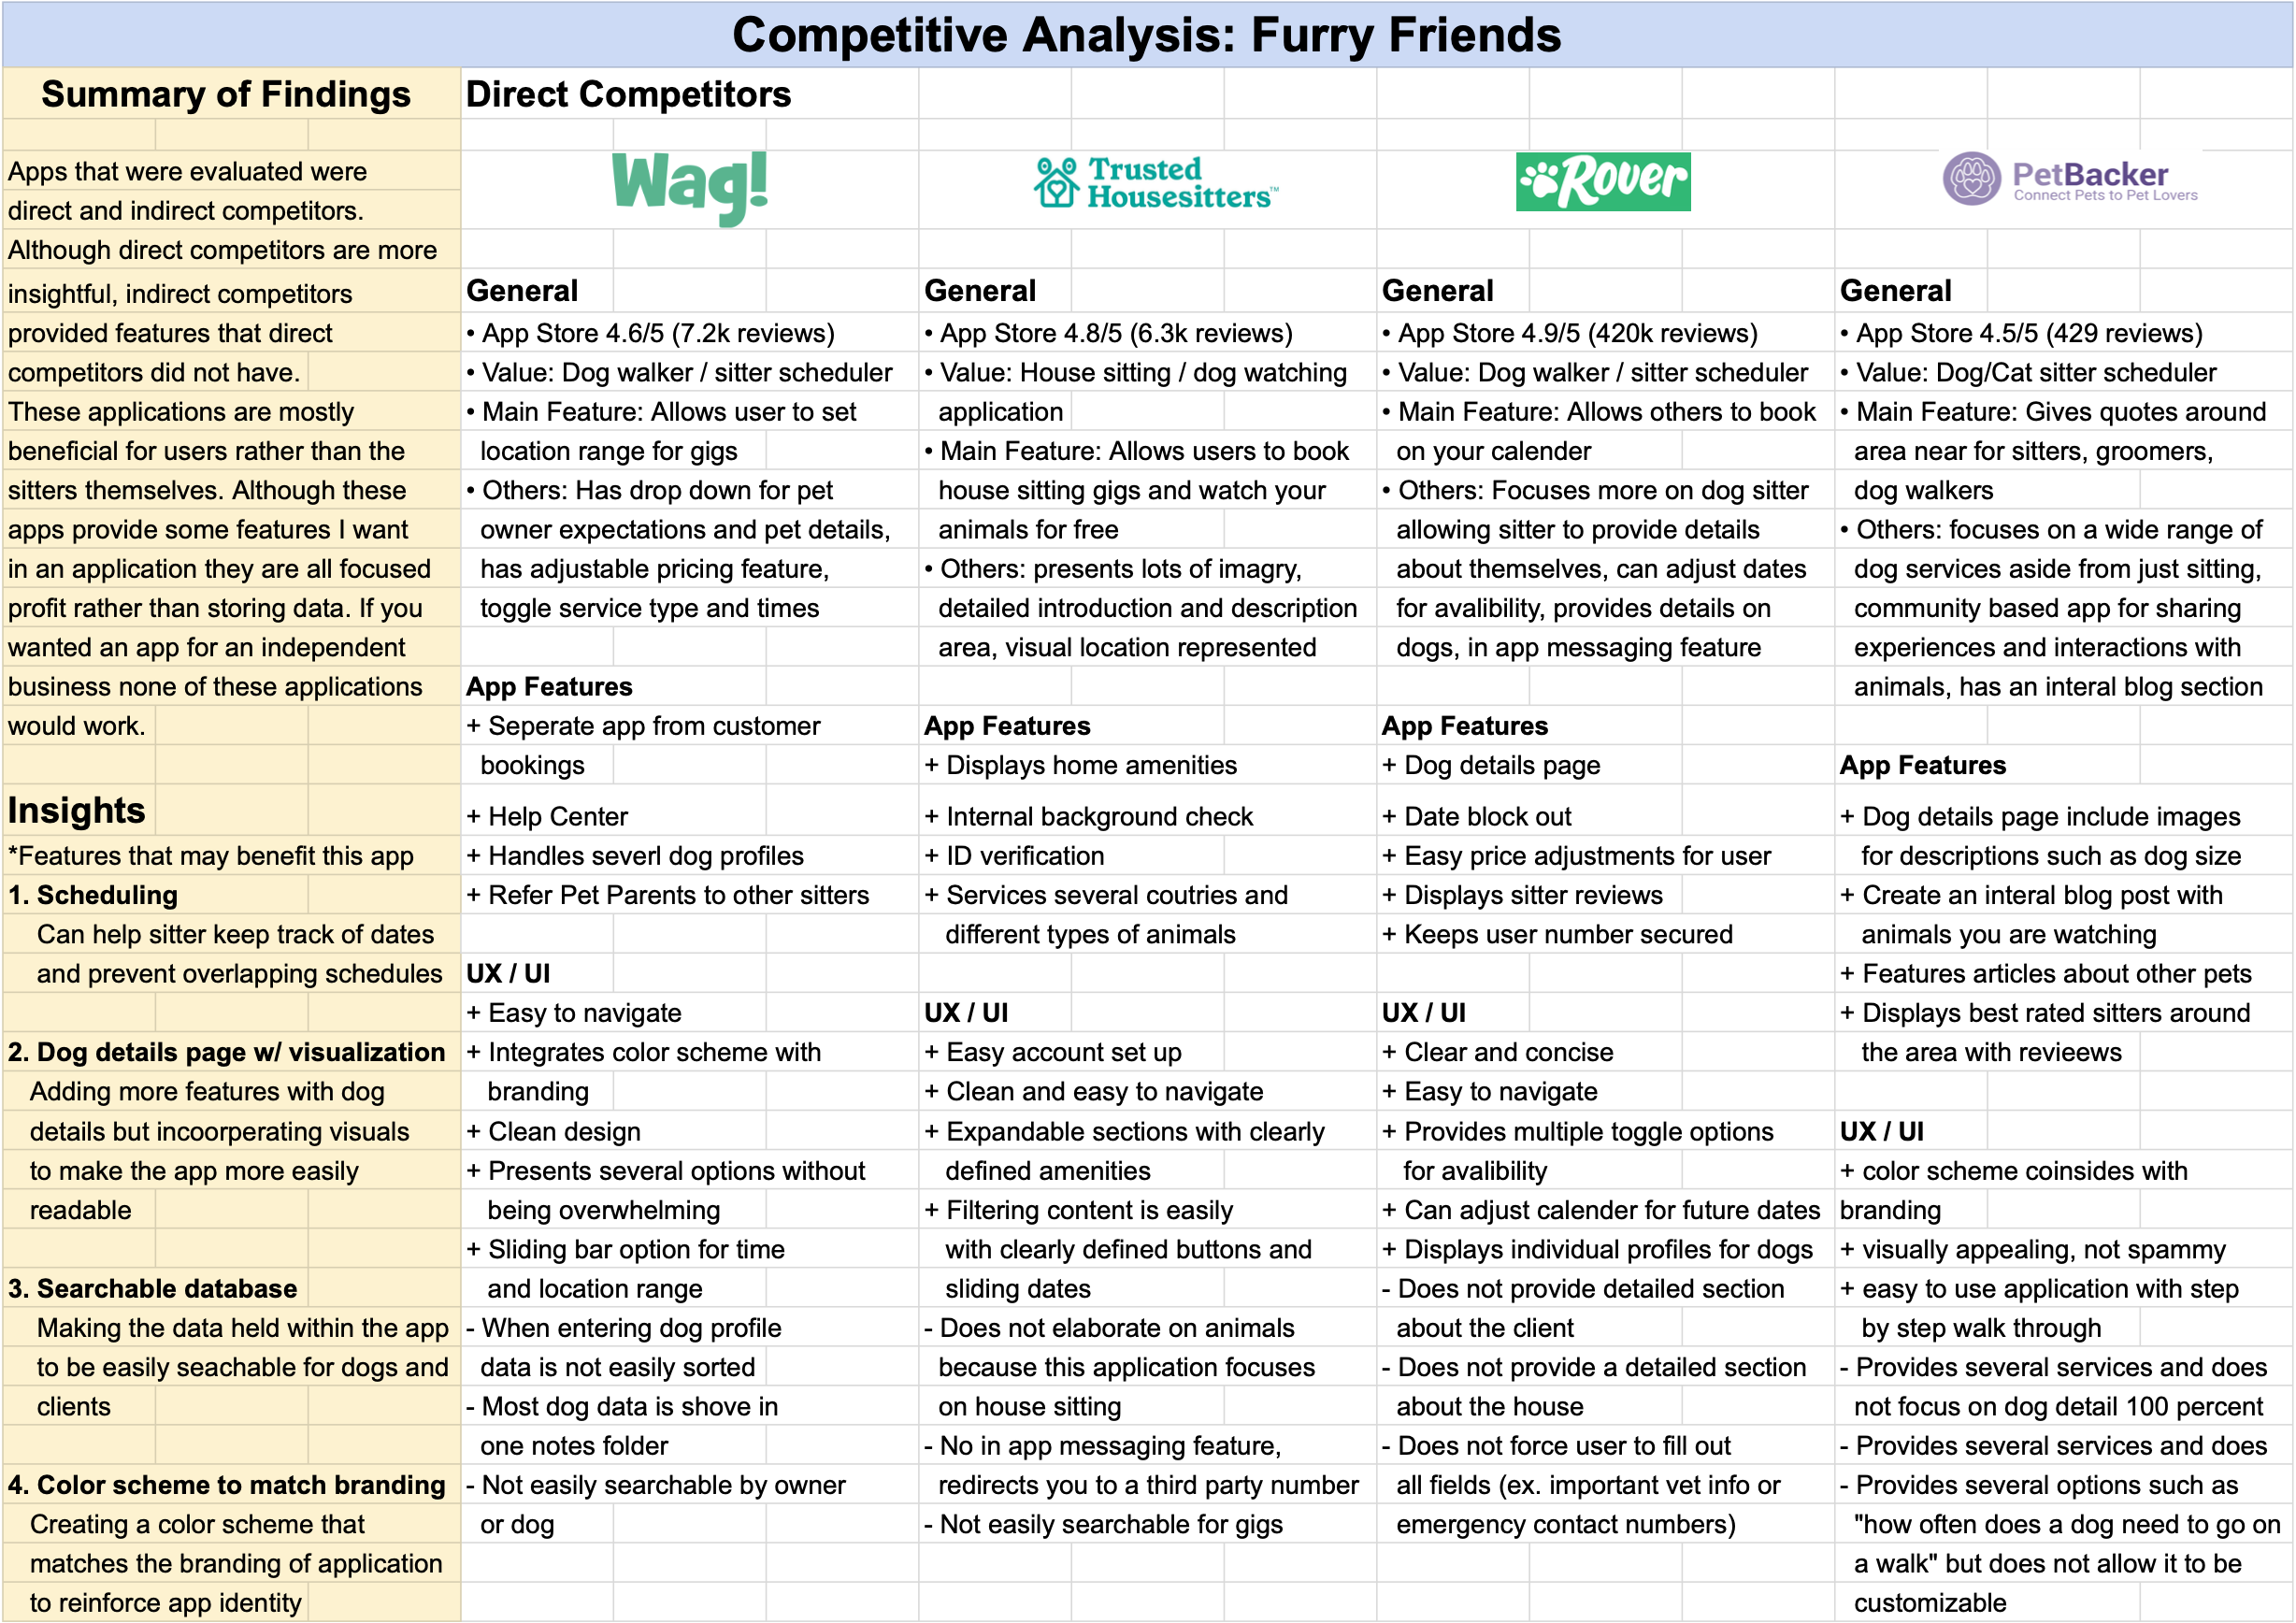 Competitive Analysis: Furry Friends
Summary of Findings
Apps that were evaluated were
direct and indirect competitors.
Although direct competitors are more
insightful, indirect competitors
provided features that direct
competitors did not have.
These applications are mostly
beneficial for users rather than the
sitters themselves. Although these
apps provide some features I want
in an application they are all focused
profit rather than storing data. If you
wanted an app for an independent
business none of these applications
would work.
Insights
*Features that may benefit this app
1. Scheduling
Can help sitter keep track of dates
and prevent overlapping schedules
2. Dog details page w/ visualization
Adding more features with dog
details but incoorperating visuals
to make the app more easily
readable
3. Searchable database
Making the data held within the app
to be easily seachable for dogs and
clients
4. Color scheme to match branding
Creating a color scheme that
matches the branding of application
to reinforce app identity
Direct Competitors
Wag!
General
• App Store 4.6/5 (7.2k reviews)
• Value: Dog walker / sitter scheduler
• Main Feature: Allows user to set
location range for gigs
• Others: Has drop down for pet
owner expectations and pet details,
has adjustable pricing feature,
toggle service type and times
App Features
+ Seperate app from customer
bookings
+ Help Center
+ Handles severl dog profiles
+ Refer Pet Parents to other sitters
UX / UI
+ Easy to navigate
+ Integrates color scheme with
branding
+ Clean design
+ Presents several options without
being overwhelming
+ Sliding bar option for time
and location range
- When entering dog profile
data is not easily sorted
- Most dog data is shove in
one notes folder
- Not easily searchable by owner
or dog
Trusted
Housesitters™
General
• App Store 4.8/5 (6.3k reviews)
• Value: House sitting / dog watching
application
• Main Feature: Allows users to book
house sitting gigs and watch your
animals for free
• Others: presents lots of imagry,
detailed introduction and description
area, visual location represented
App Features
+ Displays home amenities
+ Internal background check
+ ID verification
+ Services several coutries and
different types of animals
UX / UI
+ Easy account set up
+ Clean and easy to navigate
+ Expandable sections with clearly
defined amenities
+ Filtering content is easily
with clearly defined buttons and
sliding dates
- Does not elaborate on animals
because this application focuses
on house sitting
- No in app messaging feature,
redirects you to a third party number
- Not easily searchable for gigs
Rover
General
• App Store 4.9/5 (420k reviews)
• Value: Dog walker / sitter scheduler
• Main Feature: Allows others to book
on your calender
• Others: Focuses more on dog sitter
allowing sitter to provide details
about themselves, can adjust dates
for avalibility, provides details on
dogs, in app messaging feature
App Features
+ Dog details page
+ Date block out
+ Easy price adjustments for user
+ Displays sitter reviews
+ Keeps user number secured
UX / UI
+ Clear and concise
+ Easy to navigate
+ Provides multiple toggle options
for avalibility
+ Can adjust calender for future dates
+ Displays individual profiles for dogs
- Does not provide detailed section
about the client
- Does not provide a detailed section
about the house
- Does not force user to fill out
all fields (ex. important vet info or
emergency contact numbers)
PetBacker
Connect Pets to Pet Lovers
General
• App Store 4.5/5 (429 reviews)
• Value: Dog/Cat sitter scheduler
• Main Feature: Gives quotes around
area near for sitters, groomers,
dog walkers
• Others: focuses on a wide range of
dog services aside from just sitting,
community based app for sharing
experiences and interactions with
animals, has an interal blog section
App Features
+ Dog details page include images
for descriptions such as dog size
+ Create an interal blog post with
animals you are watching
+ Features articles about other pets
+ Displays best rated sitters around
the area with revieews
UX / UI
+ color scheme coinsides with
branding
+ visually appealing, not spammy
+ easy to use application with step
by step walk through
- Provides several services and does
not focus on dog detail 100 percent
- Provides several services and does
- Provides several options such as
"how often does a dog need to go on
a walk" but does not allow it to be
customizable